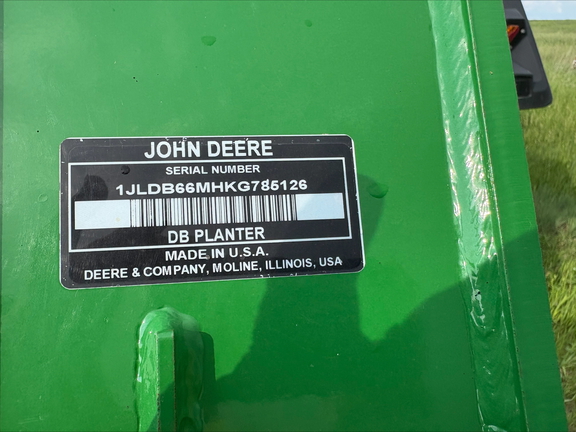 JOHN DEERE
SERIAL NUMBER
1JLDB66MHKG785126
DB PLANTER
MADE IN U.S.A.
DEERE & COMPANY, MOLINE, ILLINOIS, USA